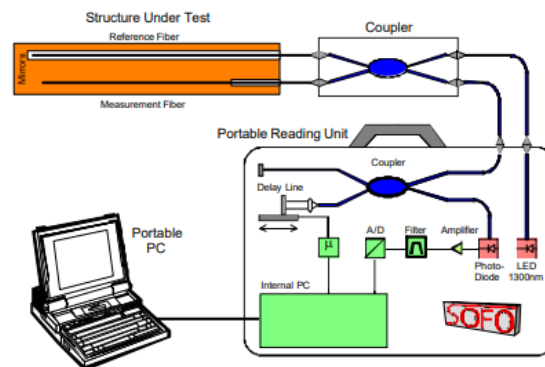 Structure Under Test
Coupler
Reference Fiber
Mirrors
Measurement Fiber
Portable Reading Unit
Coupler
Delay Line
Portable
PC
µ
A/D
Filter
Amplifier
Photo-
Diode
LED
1300nm
Internal PC
SOFO